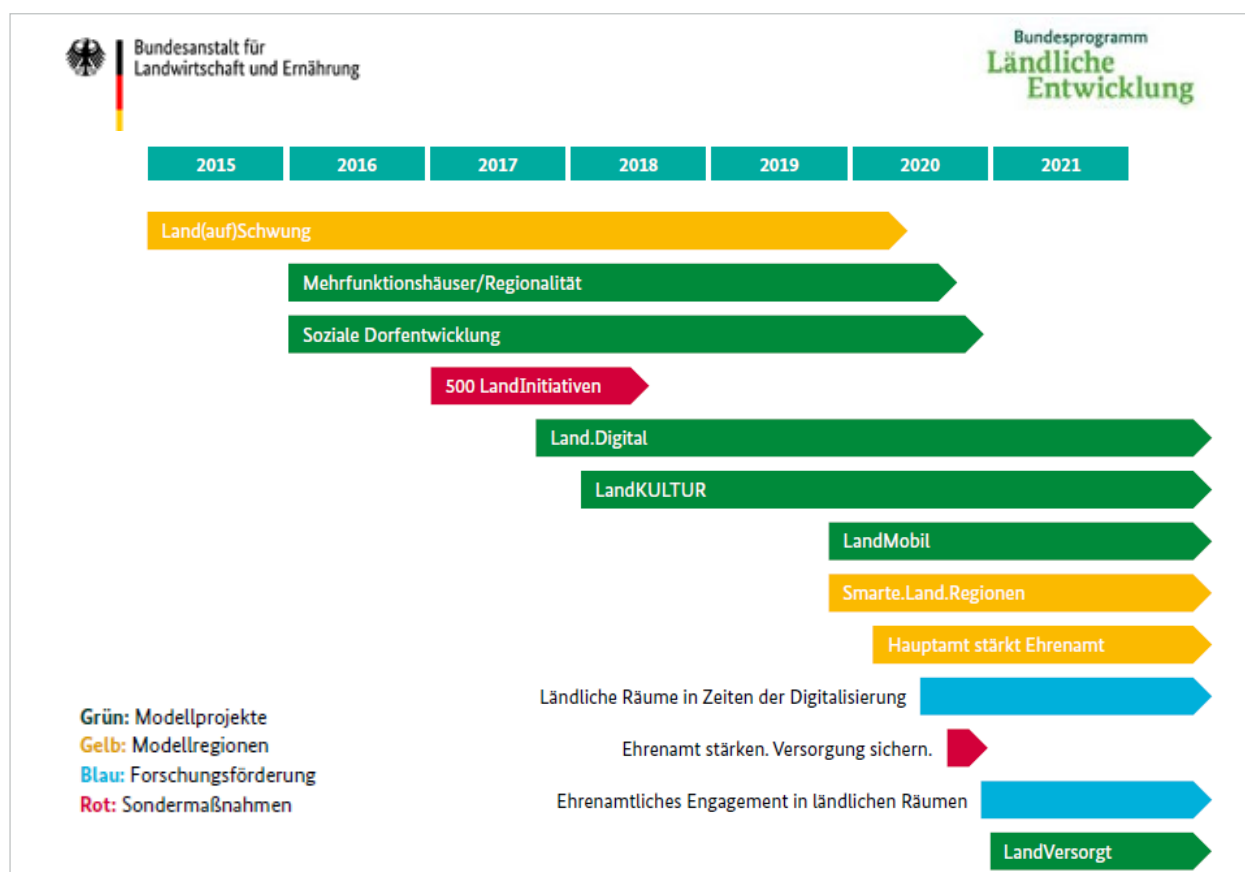 Bundesanstalt für
Landwirtschaft und Ernährung
Bundesprogramm
Ländliche
Entwicklung
2015 2016 2017 2018 2019 2020 2021
Land(auf)Schwung
Mehrfunktionshäuser/Regionalität
Soziale Dorfentwicklung
500 LandInitiativen
Land.Digital
LandKULTUR
LandMobil
Smarte.Land.Regionen
Hauptamt stärkt Ehrenamt
Ländliche Räume in Zeiten der Digitalisierung
Ehrenamt stärken. Versorgung sichern.
Ehrenamtliches Engagement in ländlichen Räumen
LandVersorgt
Grün: Modellprojekte
Gelb: Modellregionen
Blau: Forschungsförderung
Rot: Sondermaßnahmen